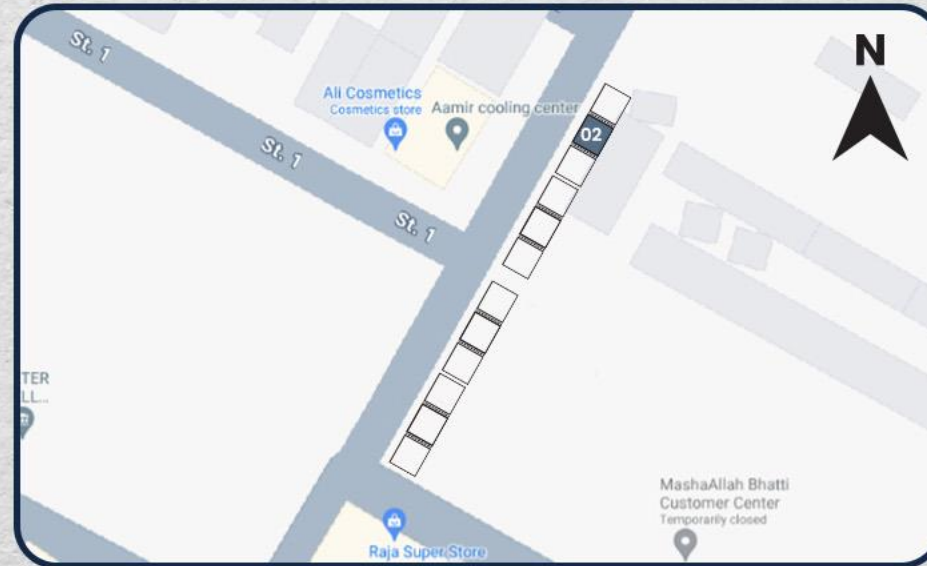 St. 1
N
Ali Cosmetics
Cosmetics store
Aamir cooling center
02
St. 1
St. 1
TER
LL...
MashaAllah Bhatti
Customer Center
Temporarily closed
Raja Super Store